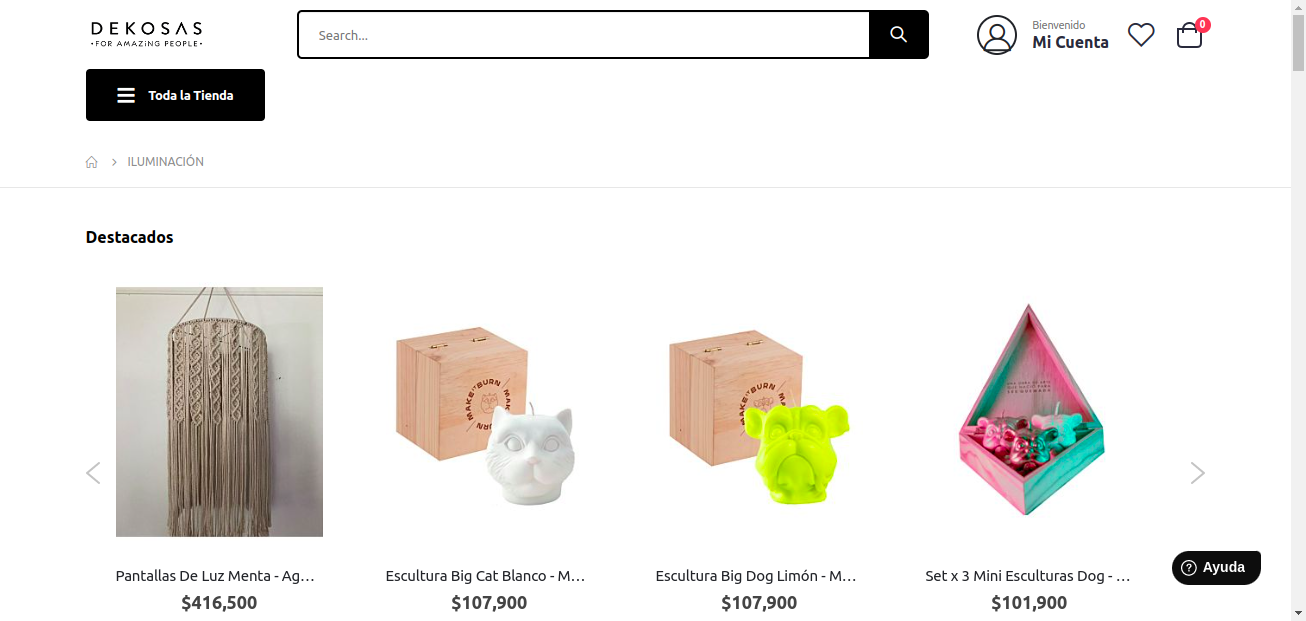 DEKOSAS
•FOR AMAZiNG PEOPLE•
Search...
Bienvenido
Mi Cuenta
0
Toda la Tienda
ILUMINACIÓN
Destacados
MAKE IT BURN
BURN
Pantallas De Luz Menta - Ag…
$416,500
Escultura Big Cat Blanco - M…
$107,900
Escultura Big Dog Limón - M…
$107,900
Set x 3 Mini Esculturas Dog - …
$101,900
Ayuda